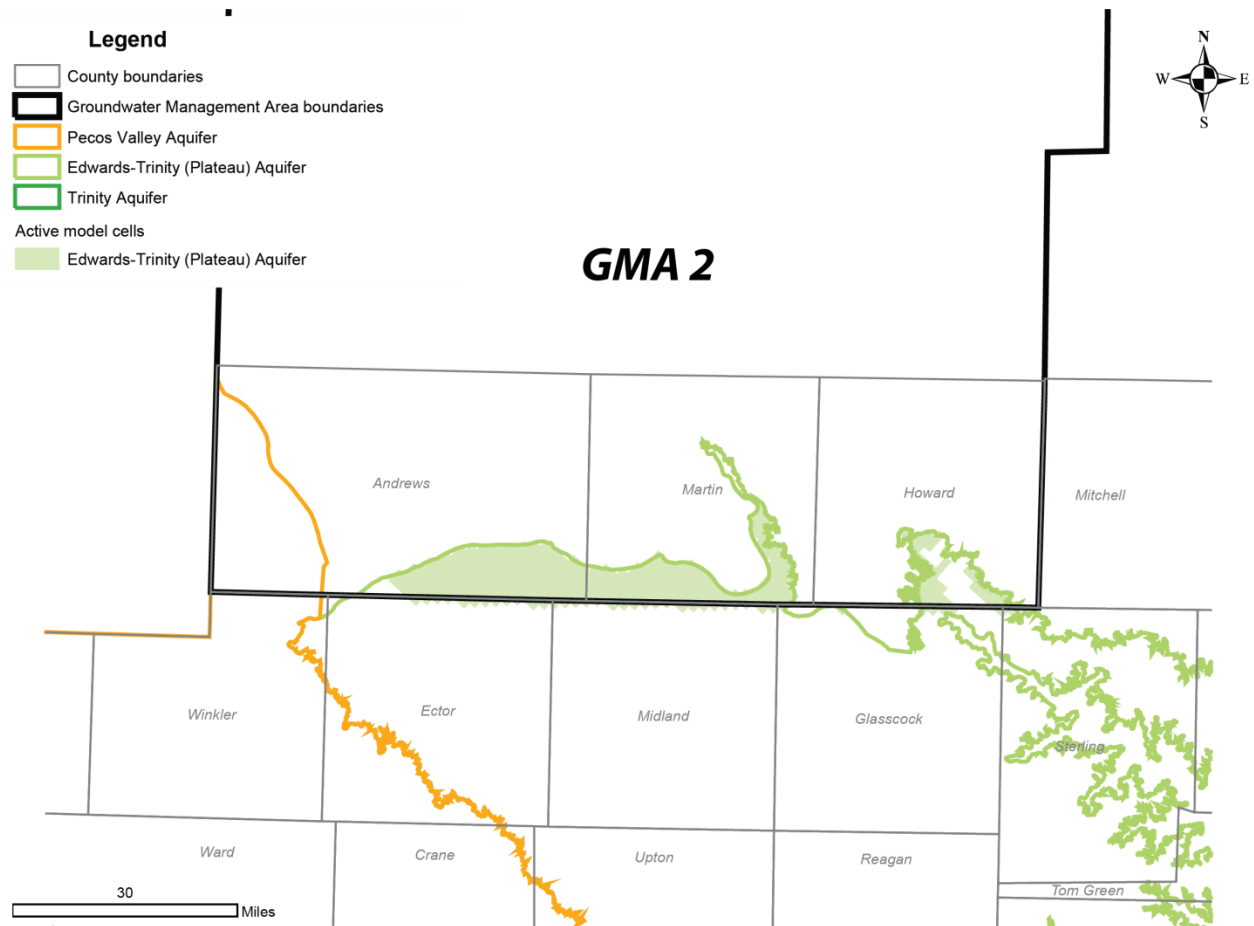 Legend
County boundaries
Groundwater Management Area boundaries
Pecos Valley Aquifer
Edwards-Trinity (Plateau) Aquifer
Trinity Aquifer
Active model cells
Edwards-Trinity (Plateau) Aquifer
N
W
E
S
GMA 2
Andrews
Martin
Howard
Mitchell
Winkler
Ector
Midland
Glasscock
Sterling
Ward
Crane
Upton
Reagan
Tom Green
30
Miles